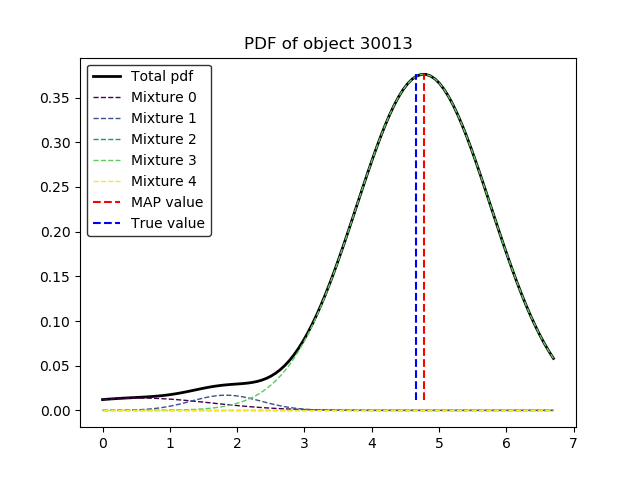 PDF of object 30013
Total pdf
Mixture 0
Mixture 1
Mixture 2
Mixture 3
Mixture 4
MAP value
True value
0.35
0.30
0.25
0.20
0.15
0.10
0.05
0.00
0 1 2 3 4 5 6 7